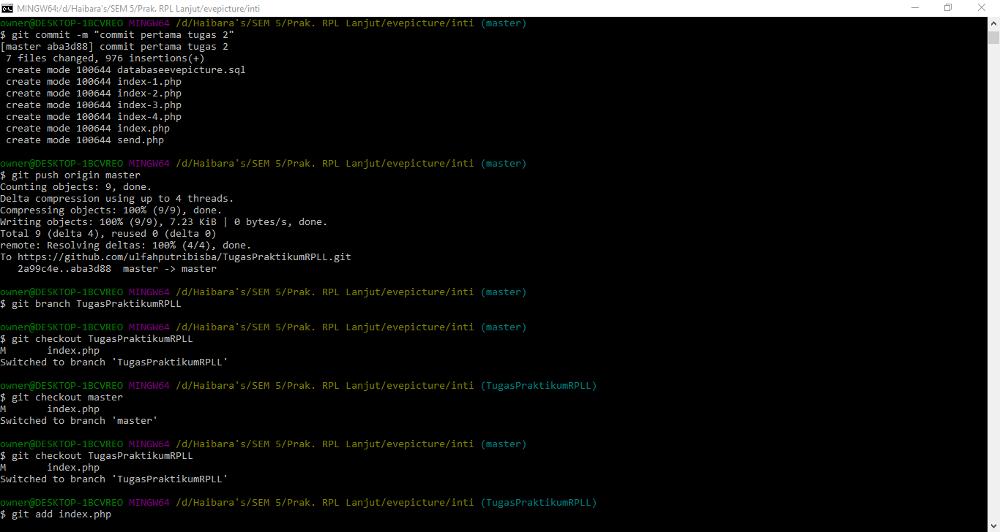 MINGW64:/d/Haibara's/SEM 5/Prak. RPL Lanjut/evepicture/inti
owner@DESKTOP-1BCVREO MINGW64 /d/Haibara's/SEM 5/Prak. RPL Lanjut/evepicture/inti (master)
$ git commit -m "commit pertama tugas 2"
[master aba3d88] commit pertama tugas 2
 7 files changed, 976 insertions(+)
 create mode 100644 databaseevepicture.sql
 create mode 100644 index-1.php
 create mode 100644 index-2.php
 create mode 100644 index-3.php
 create mode 100644 index-4.php
 create mode 100644 index.php
 create mode 100644 send.php
owner@DESKTOP-1BCVREO MINGW64 /d/Haibara's/SEM 5/Prak. RPL Lanjut/evepicture/inti (master)
$ git push origin master
Counting objects: 9, done.
Delta compression using up to 4 threads.
Compressing objects: 100% (9/9), done.
Writing objects: 100% (9/9), 7.23 KiB | 0 bytes/s, done.
Total 9 (delta 4), reused 0 (delta 0)
remote: Resolving deltas: 100% (4/4), done.
To https://github.com/ulfahputribisba/TugasPraktikumRPLL.git
   2a99c4e..aba3d88  master -> master
owner@DESKTOP-1BCVREO MINGW64 /d/Haibara's/SEM 5/Prak. RPL Lanjut/evepicture/inti (master)
$ git branch TugasPraktikumRPLL
owner@DESKTOP-1BCVREO MINGW64 /d/Haibara's/SEM 5/Prak. RPL Lanjut/evepicture/inti (master)
$ git checkout TugasPraktikumRPLL
M       index.php
Switched to branch 'TugasPraktikumRPLL'
owner@DESKTOP-1BCVREO MINGW64 /d/Haibara's/SEM 5/Prak. RPL Lanjut/evepicture/inti (TugasPraktikumRPLL)
$ git checkout master
M       index.php
Switched to branch 'master'
owner@DESKTOP-1BCVREO MINGW64 /d/Haibara's/SEM 5/Prak. RPL Lanjut/evepicture/inti (master)
$ git checkout TugasPraktikumRPLL
M       index.php
Switched to branch 'TugasPraktikumRPLL'
owner@DESKTOP-1BCVREO MINGW64 /d/Haibara's/SEM 5/Prak. RPL Lanjut/evepicture/inti (TugasPraktikumRPLL)
$ git add index.php